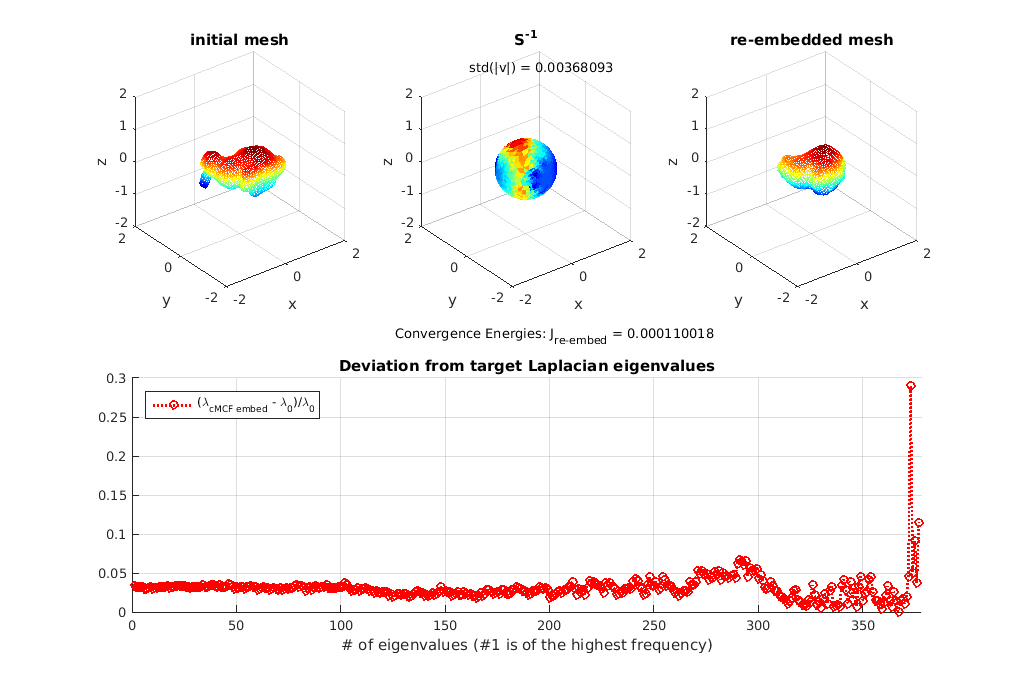 initial mesh
S-1
re-embedded mesh
std(|v|) = 0.00368093
2
1
0
-1
-2
z
2
0
-2
y
-2
0
2
x
2
1
0
-1
-2
z
2
0
-2
y
-2
0
2
x
2
1
0
-1
-2
z
2
0
-2
y
-2
0
2
x
Convergence Energies: Jre-embed = 0.000110018
Deviation from target Laplacian eigenvalues
(λcMCF embed - λ0)/λ0
0.3
0.25
0.2
0.15
0.1
0.05
0
0 50 100 150 200 250 300 350
# of eigenvalues (#1 is of the highest frequency)